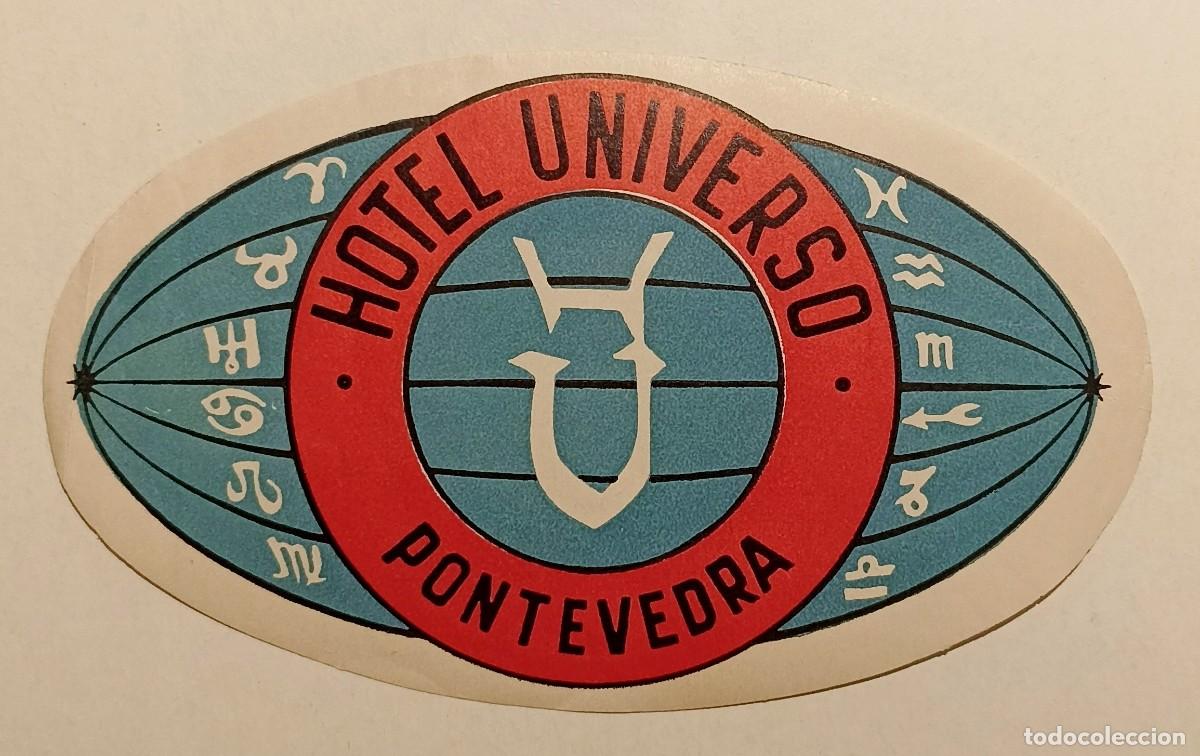 HOTEL UNIVERSO
H
U
PONTEVEDRA
todocoleccion